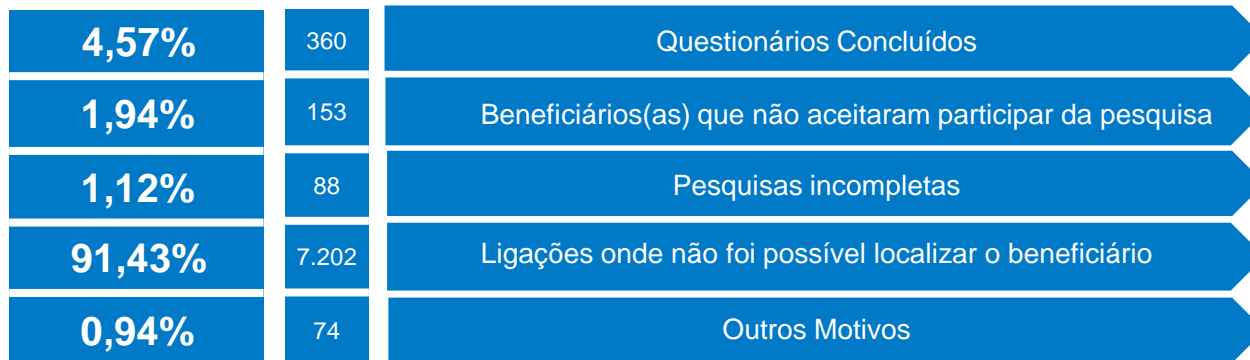 4,57% 360 Questionários Concluídos
1,94% 153 Beneficiários(as) que não aceitaram participar da pesquisa
1,12% 88 Pesquisas incompletas
91,43% 7.202 Ligações onde não foi possível localizar o beneficiário
0,94% 74 Outros Motivos